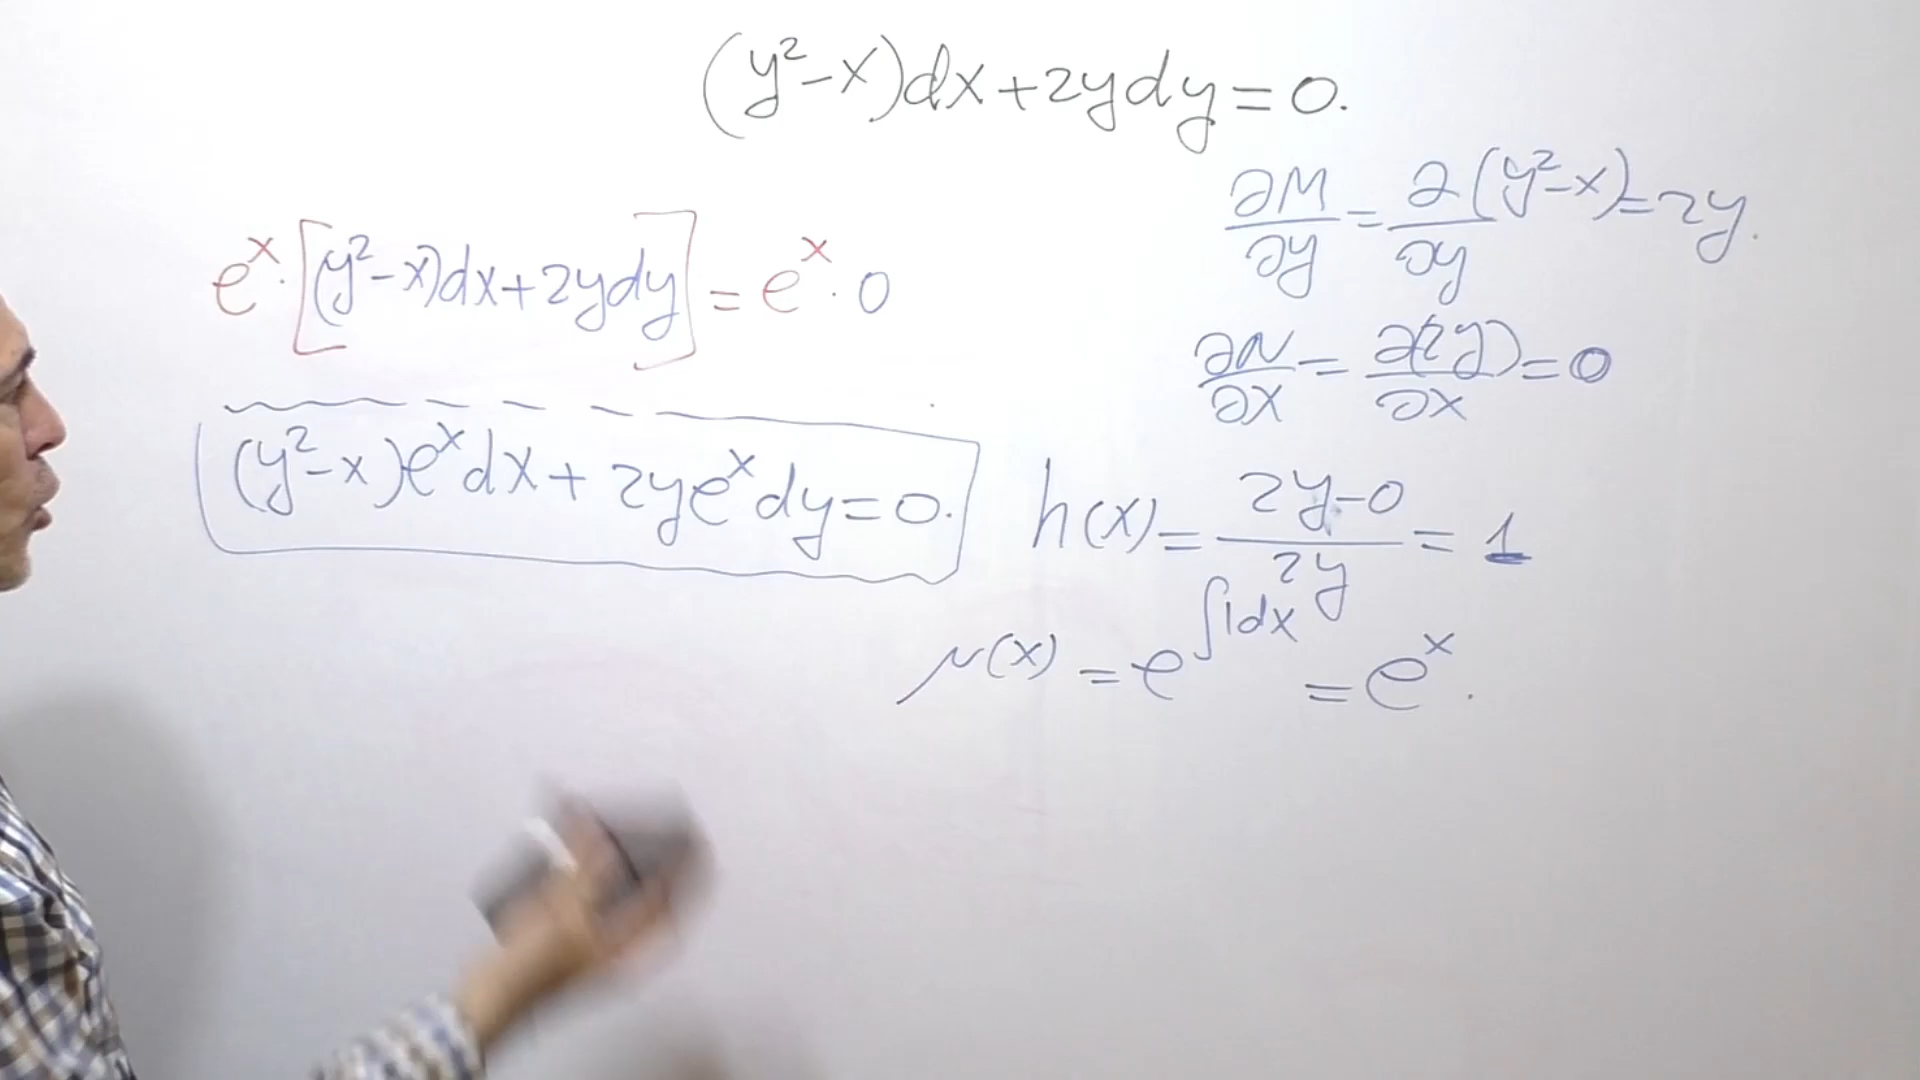 (y²-x)dx+2ydy=0.
e^x·[(y²-x)dx+2ydy]=e^x·0
(y²-x)e^x dx+2ye^x dy=0.
∂M/∂y=∂(y²-x)/∂y=2y.
∂N/∂x=∂(2y)/∂x=0
h(x)=(2y-0)/2y=1
μ(x)=e^∫1dx=e^x.